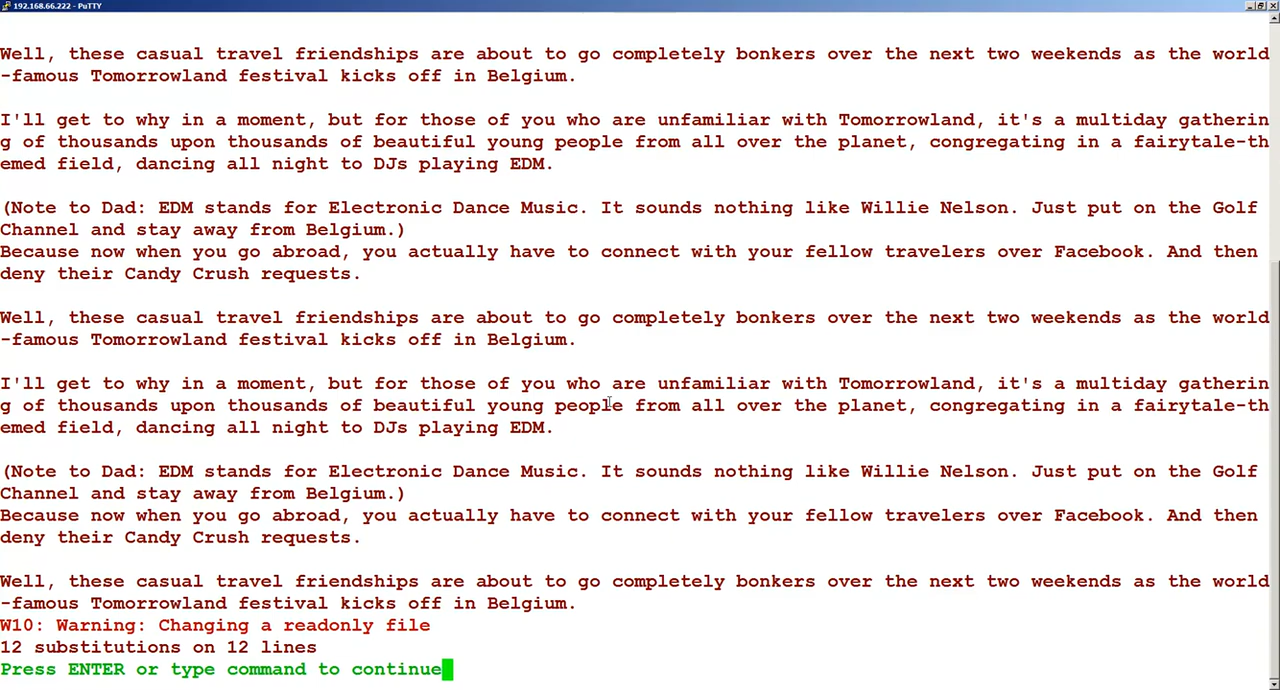 192.168.66.222 - PuTTY
Well, these casual travel friendships are about to go completely bonkers over the next two weekends as the world
-famous Tomorrowland festival kicks off in Belgium.
I'll get to why in a moment, but for those of you who are unfamiliar with Tomorrowland, it's a multiday gatherin
g of thousands upon thousands of beautiful young people from all over the planet, congregating in a fairytale-th
emed field, dancing all night to DJs playing EDM.
(Note to Dad: EDM stands for Electronic Dance Music. It sounds nothing like Willie Nelson. Just put on the Golf
Channel and stay away from Belgium.)
Because now when you go abroad, you actually have to connect with your fellow travelers over Facebook. And then
deny their Candy Crush requests.
Well, these casual travel friendships are about to go completely bonkers over the next two weekends as the world
-famous Tomorrowland festival kicks off in Belgium.
I'll get to why in a moment, but for those of you who are unfamiliar with Tomorrowland, it's a multiday gatherin
g of thousands upon thousands of beautiful young people from all over the planet, congregating in a fairytale-th
emed field, dancing all night to DJs playing EDM.
(Note to Dad: EDM stands for Electronic Dance Music. It sounds nothing like Willie Nelson. Just put on the Golf
Channel and stay away from Belgium.)
Because now when you go abroad, you actually have to connect with your fellow travelers over Facebook. And then
deny their Candy Crush requests.
Well, these casual travel friendships are about to go completely bonkers over the next two weekends as the world
-famous Tomorrowland festival kicks off in Belgium.
W10: Warning: Changing a readonly file
12 substitutions on 12 lines
Press ENTER or type command to continue